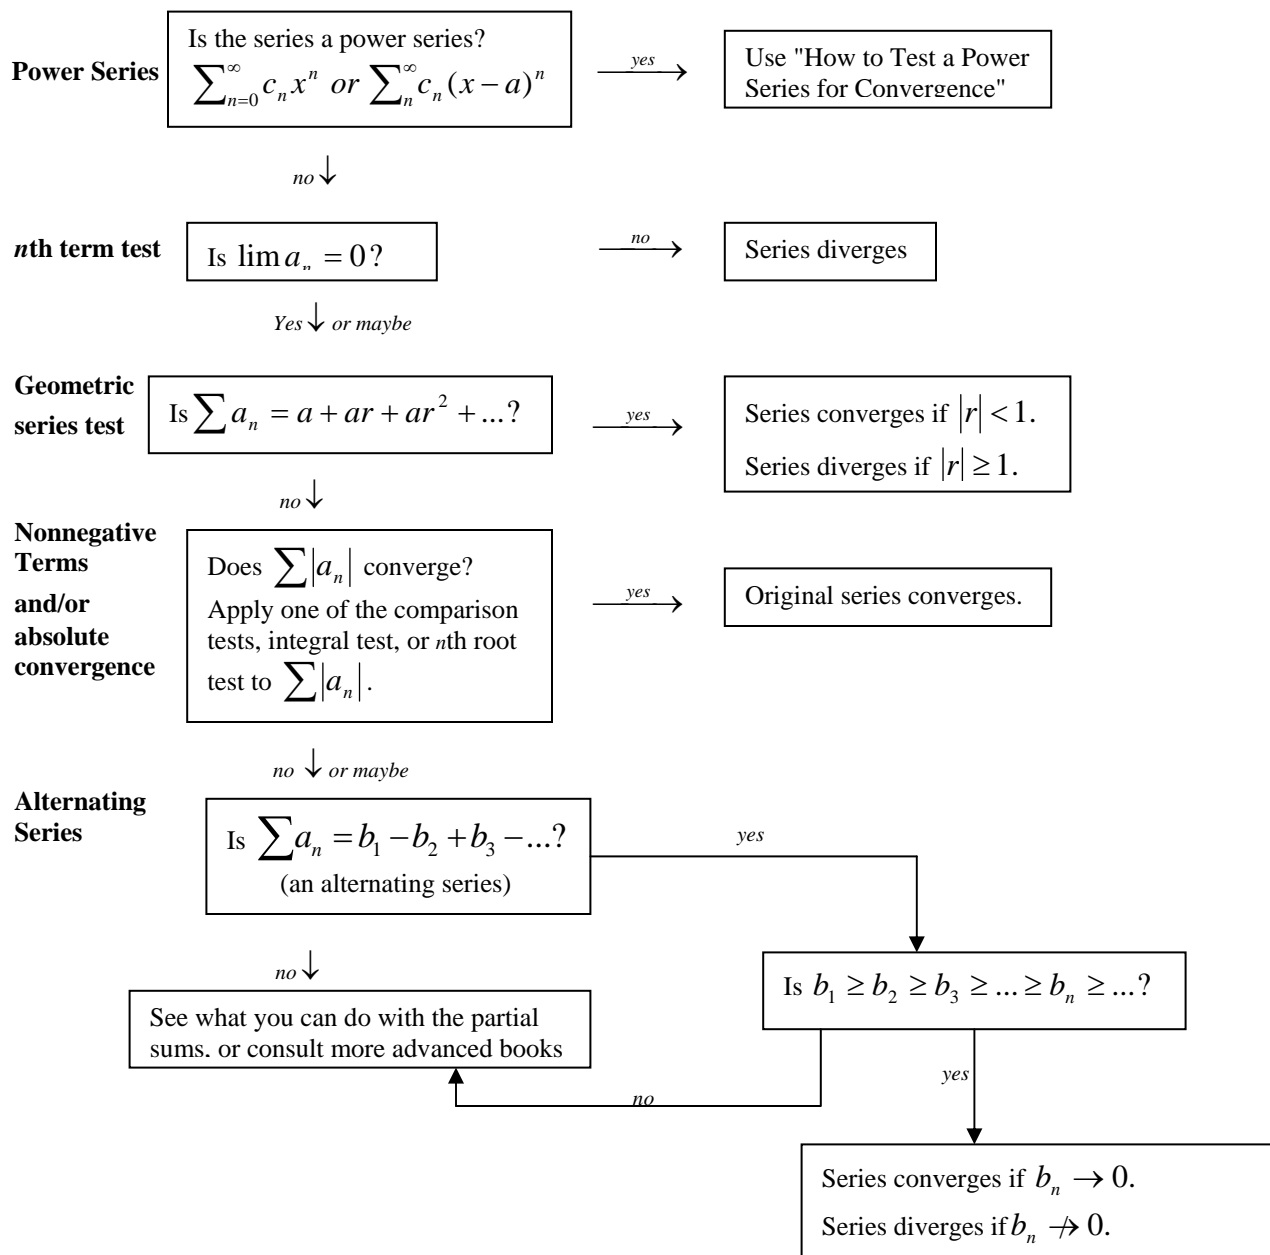 Power Series
Is the series a power series?
∑_{n=0}^{∞} c_n x^n or ∑_n^{∞} c_n (x − a)^n
yes
Use "How to Test a Power
Series for Convergence"
no
nth term test
Is lim a_n = 0?
no
Series diverges
Yes or maybe
Geometric
series test
Is ∑ a_n = a + ar + ar^2 + ...?
yes
Series converges if |r| < 1.
Series diverges if |r| ≥ 1.
no
Nonnegative
Terms
and/or
absolute
convergence
Does ∑|a_n| converge?
Apply one of the comparison
tests, integral test, or nth root
test to ∑|a_n|.
yes
Original series converges.
no or maybe
Alternating
Series
Is ∑ a_n = b_1 − b_2 + b_3 − ...?
(an alternating series)
yes
no
See what you can do with the partial
sums. or consult more advanced books
Is b_1 ≥ b_2 ≥ b_3 ≥ ... ≥ b_n ≥ ...?
no
yes
Series converges if b_n → 0.
Series diverges if b_n ↛ 0.